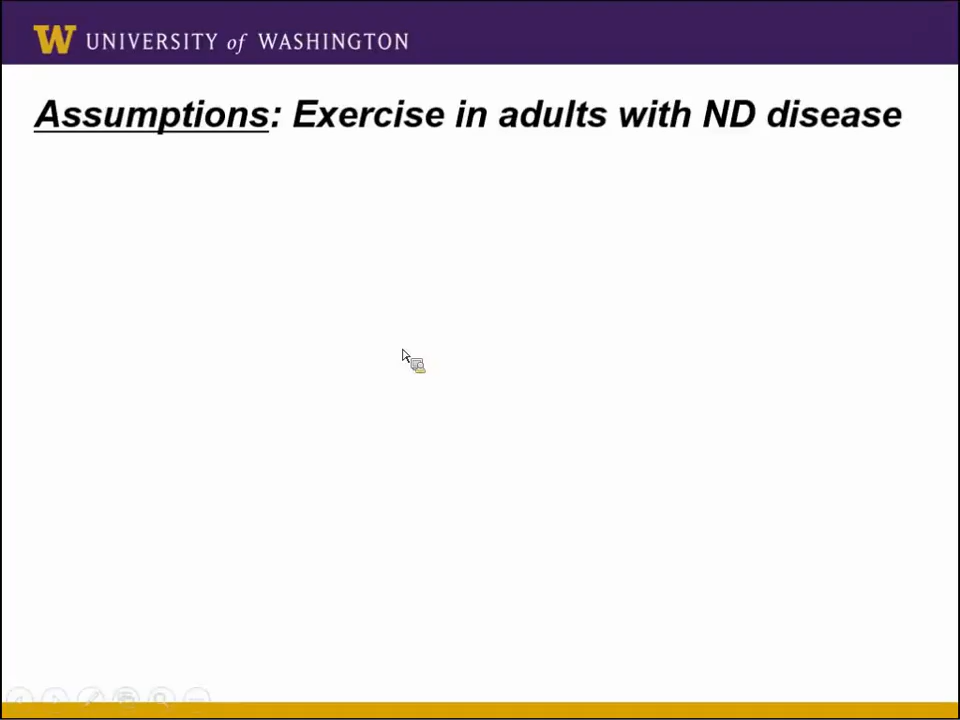 W UNIVERSITY of WASHINGTON
Assumptions: Exercise in adults with ND disease